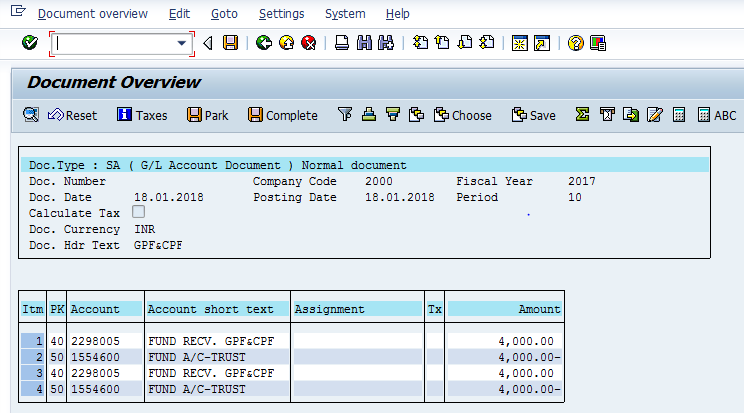 Document overview Edit Goto Settings System Help
Document Overview
Reset Taxes Park Complete Choose Save ABC
Doc.Type : SA ( G/L Account Document ) Normal document
Doc. Number Company Code 2000 Fiscal Year 2017
Doc. Date 18.01.2018 Posting Date 18.01.2018 Period 10
Calculate Tax
Doc. Currency INR
Doc. Hdr Text GPF&CPF
Itm PK Account Account short text Assignment Tx Amount
1 40 2298005 FUND RECV. GPF&CPF 4,000.00
2 50 1554600 FUND A/C-TRUST 4,000.00-
3 40 2298005 FUND RECV. GPF&CPF 4,000.00
4 50 1554600 FUND A/C-TRUST 4,000.00-